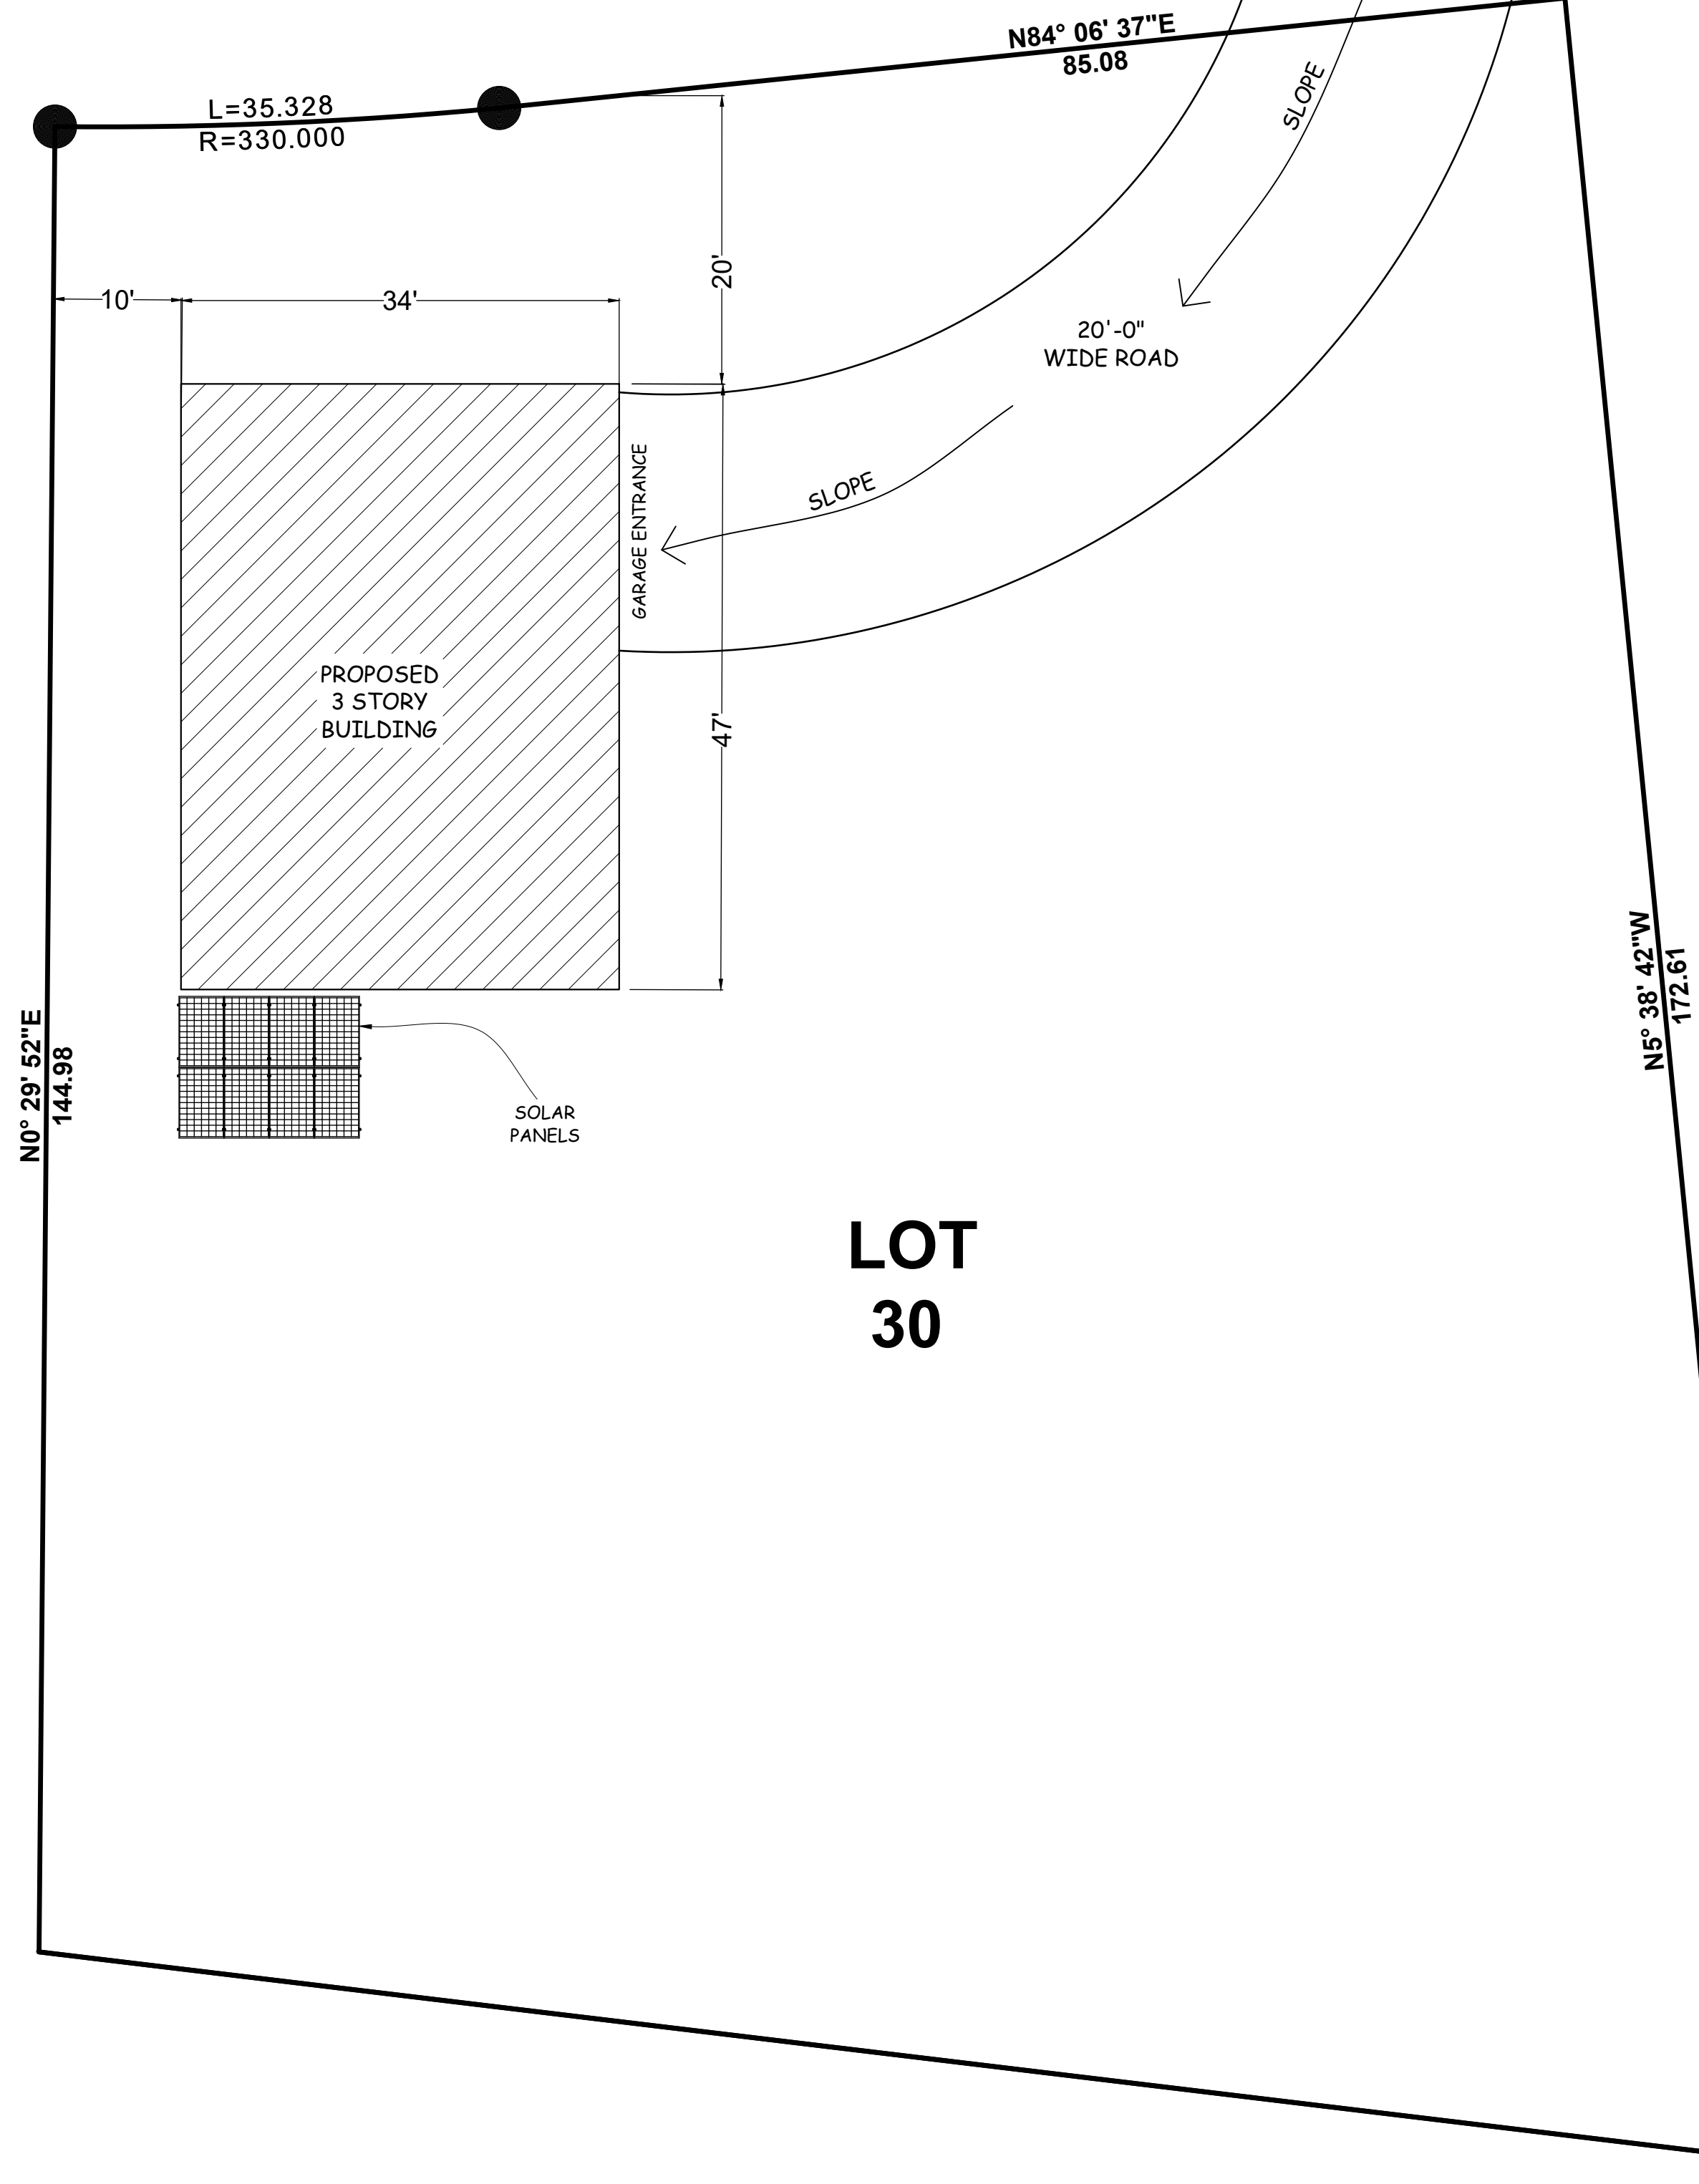 N84° 06' 37"E
85.08
L=35.328
R=330.000
SLOPE
20'
10'
34'
20'-0"
WIDE ROAD
GARAGE ENTRANCE
SLOPE
PROPOSED
3 STORY
BUILDING
47'
N5° 38' 42"W
172.61
N0° 29' 52"E
144.98
SOLAR
PANELS
LOT
30